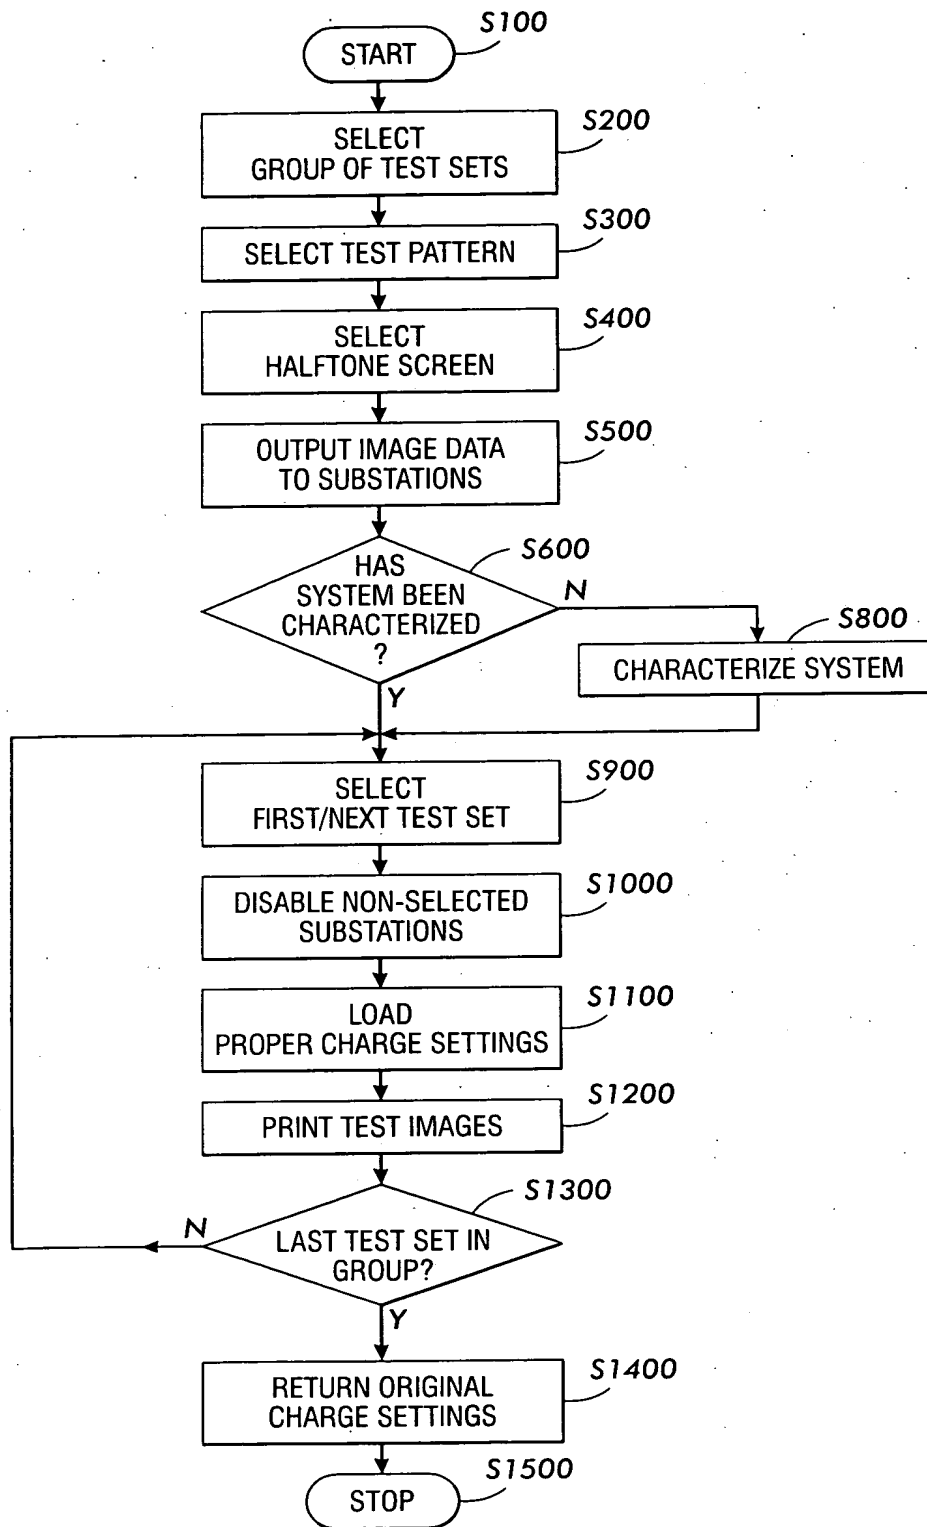 S100
START
S200
SELECT
GROUP OF TEST SETS
S300
SELECT TEST PATTERN
S400
SELECT
HALFTONE SCREEN
S500
OUTPUT IMAGE DATA
TO SUBSTATIONS
S600
HAS
SYSTEM BEEN
CHARACTERIZED
?
N
S800
CHARACTERIZE SYSTEM
Y
S900
SELECT
FIRST/NEXT TEST SET
S1000
DISABLE NON-SELECTED
SUBSTATIONS
S1100
LOAD
PROPER CHARGE SETTINGS
S1200
PRINT TEST IMAGES
S1300
N
LAST TEST SET IN
GROUP?
Y
S1400
RETURN ORIGINAL
CHARGE SETTINGS
S1500
STOP